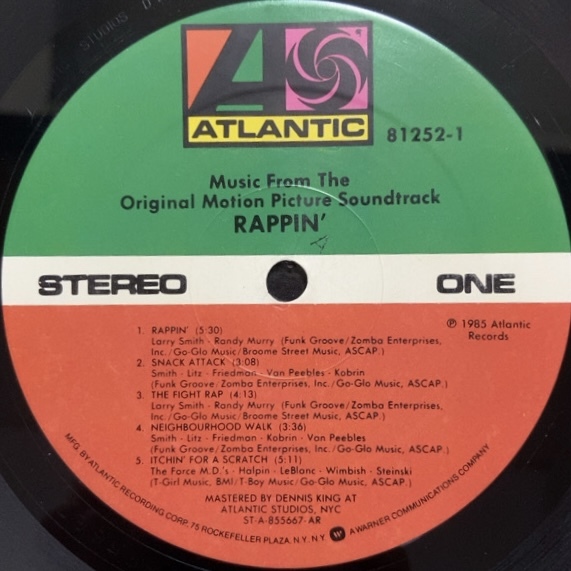 STUDIOS
ATLANTIC
81252-1
Music From The
Original Motion Picture Soundtrack
RAPPIN'
STEREO
ONE
℗ 1985 Atlantic
Records
1. RAPPIN' (5:30)
Larry Smith · Randy Murry (Funk Groove/Zomba Enterprises,
Inc./Go-Glo Music/Broome Street Music, ASCAP.)
2. SNACK ATTACK (3:08)
Smith · Litz · Friedman · Van Peebles · Kobrin
(Funk Groove/Zomba Enterprises, Inc./Go-Glo Music, ASCAP.)
3. THE FIGHT RAP (4:13)
Larry Smith · Randy Murry (Funk Groove/Zomba Enterprises,
Inc./Go-Glo Music/Broome Street Music, ASCAP.)
4. NEIGHBOURHOOD WALK (3:36)
Smith · Litz · Friedman · Kobrin · Van Peebles
(Funk Groove/Zomba Enterprises, Inc./Go-Glo Music, ASCAP.)
5. ITCHIN' FOR A SCRATCH (5:11)
The Force M.D.'s · Halpin · LeBlanc · Wimbish · Steinski
(T-Girl Music, BMI/T-Boy Music/Go-Glo Music, ASCAP.)
MASTERED BY DENNIS KING AT
ATLANTIC STUDIOS, NYC
ST-A-855667-AR
MFG. BY ATLANTIC RECORDING CORP. 75 ROCKEFELLER PLAZA, N.Y. N.Y. A WARNER COMMUNICATIONS COMPANY